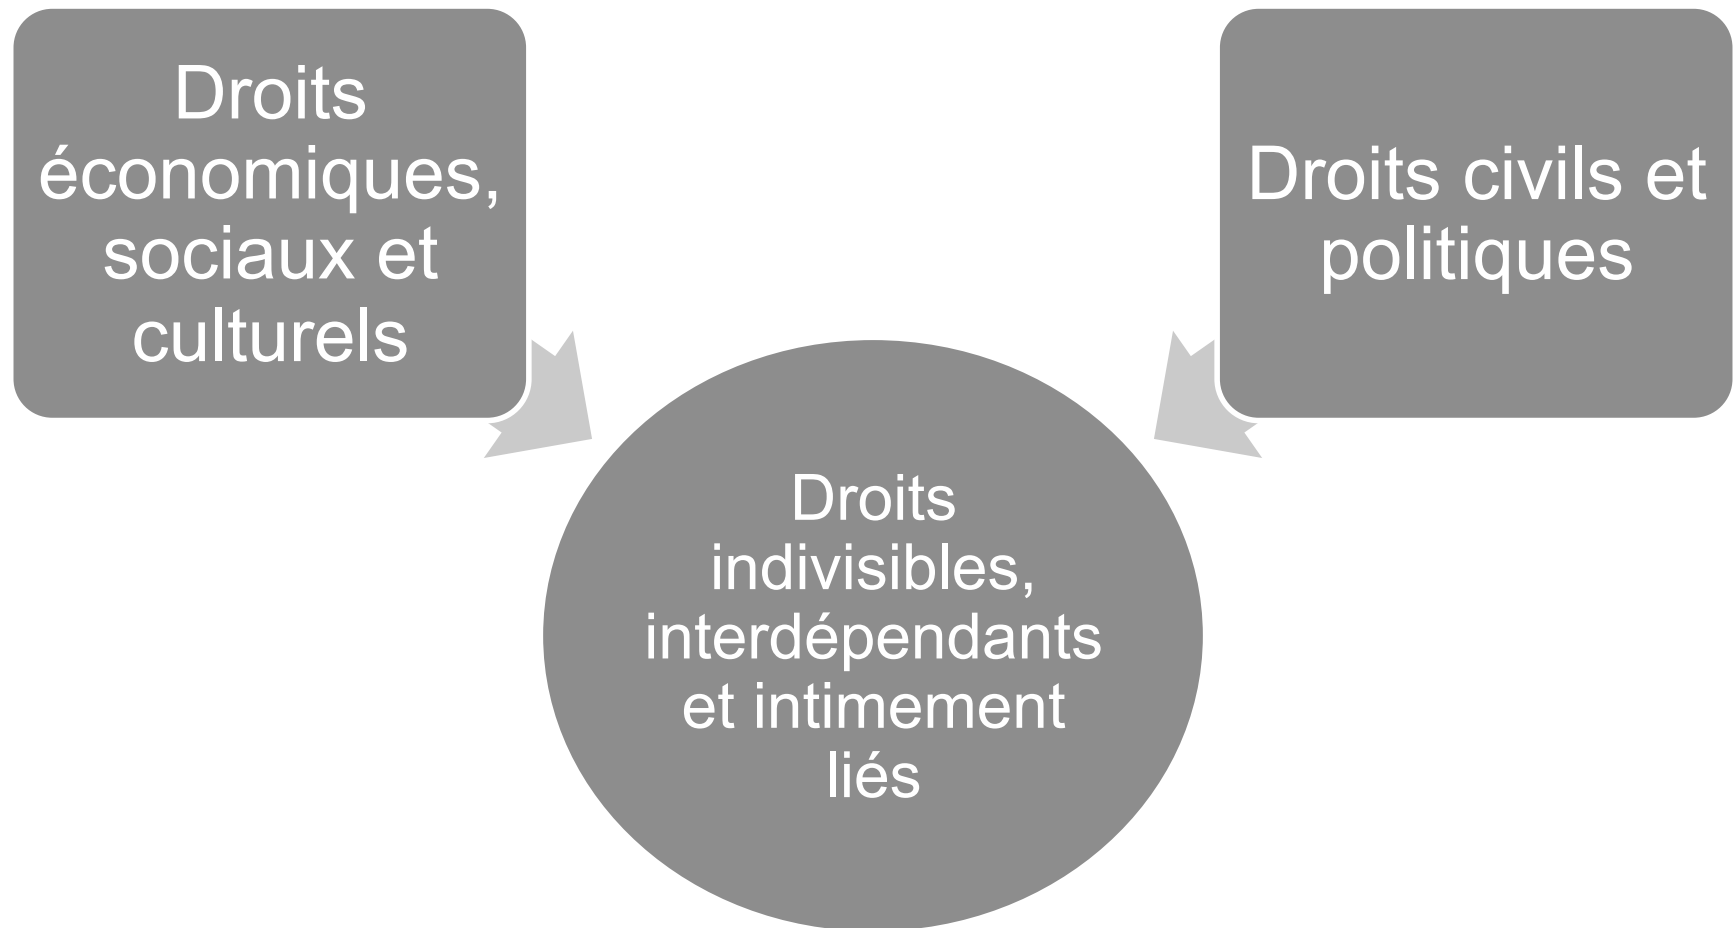 Droits
économiques,
sociaux et
culturels
Droits civils et
politiques
Droits
indivisibles,
interdépendants
et intimement
liés